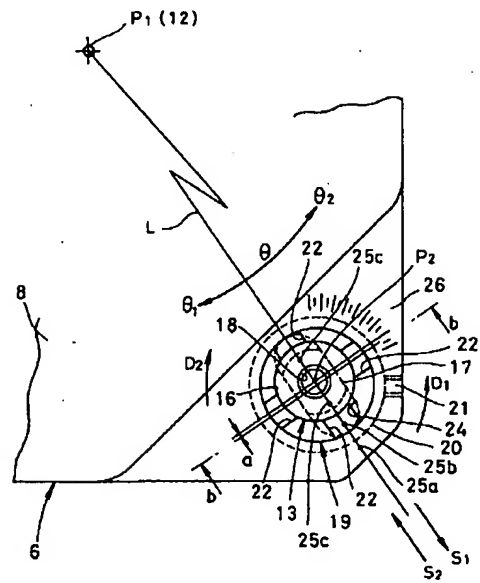 P₁ (12)
θ₂
L
θ
25c
P₂
8
22
26
θ₁
b
18
22
D₂
17
D₁
16
21
24
a
20
b
25b
22
13
22
25a
19
6
25c
S₁
S₂